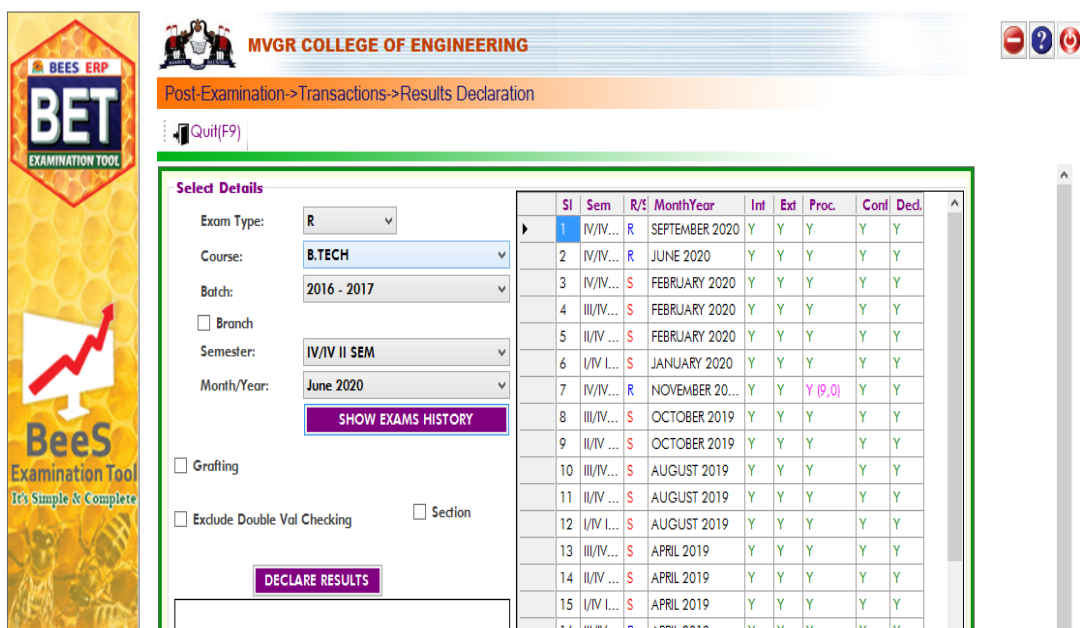 BEES ERP
BET
EXAMINATION TOOL
BeeS
Examination Tool
It's Simple & Complete
MVGR COLLEGE OF ENGINEERING
Post-Examination->Transactions->Results Declaration
Quit(F9)
Select Details
Exam Type: R
Course: B.TECH
Batch: 2016 - 2017
Branch
Semester: IV/IV II SEM
Month/Year: June 2020
SHOW EXAMS HISTORY
Grafting
Exclude Double Val Checking Section
DECLARE RESULTS
Sl Sem R/S MonthYear Int Ext Proc. Conf Decl.
1 IV/IV... R SEPTEMBER 2020 Y Y Y Y Y
2 IV/IV... R JUNE 2020 Y Y Y Y Y
3 IV/IV... S FEBRUARY 2020 Y Y Y Y Y
4 III/IV... S FEBRUARY 2020 Y Y Y Y Y
5 II/IV ... S FEBRUARY 2020 Y Y Y Y Y
6 I/IV I... S JANUARY 2020 Y Y Y Y Y
7 IV/IV... R NOVEMBER 20... Y Y Y (9,0) Y Y
8 III/IV... S OCTOBER 2019 Y Y Y Y Y
9 II/IV ... S OCTOBER 2019 Y Y Y Y Y
10 III/IV... S AUGUST 2019 Y Y Y Y Y
11 II/IV ... S AUGUST 2019 Y Y Y Y Y
12 I/IV I... S AUGUST 2019 Y Y Y Y Y
13 III/IV... S APRIL 2019 Y Y Y Y Y
14 II/IV ... S APRIL 2019 Y Y Y Y Y
15 I/IV I... S APRIL 2019 Y Y Y Y Y